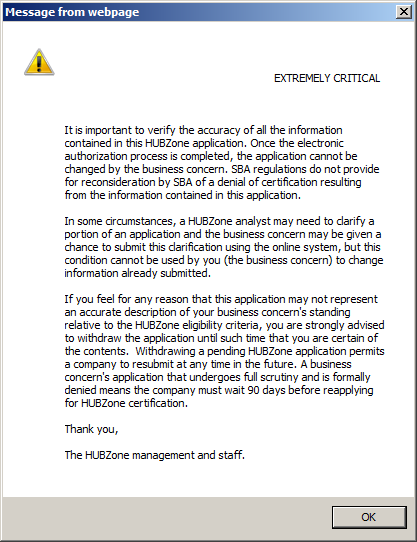 Message from webpage
EXTREMELY CRITICAL
It is important to verify the accuracy of all the information
contained in this HUBZone application. Once the electronic
authorization process is completed, the application cannot be
changed by the business concern. SBA regulations do not provide
for reconsideration by SBA of a denial of certification resulting
from the information contained in this application.
In some circumstances, a HUBZone analyst may need to clarify a
portion of an application and the business concern may be given a
chance to submit this clarification using the online system, but this
condition cannot be used by you (the business concern) to change
information already submitted.
If you feel for any reason that this application may not represent
an accurate description of your business concern's standing
relative to the HUBZone eligibility criteria, you are strongly advised
to withdraw the application until such time that you are certain of
the contents.  Withdrawing a pending HUBZone application permits
a company to resubmit at any time in the future. A business
concern's application that undergoes full scrutiny and is formally
denied means the company must wait 90 days before reapplying
for HUBZone certification.
Thank you,
The HUBZone management and staff.
OK